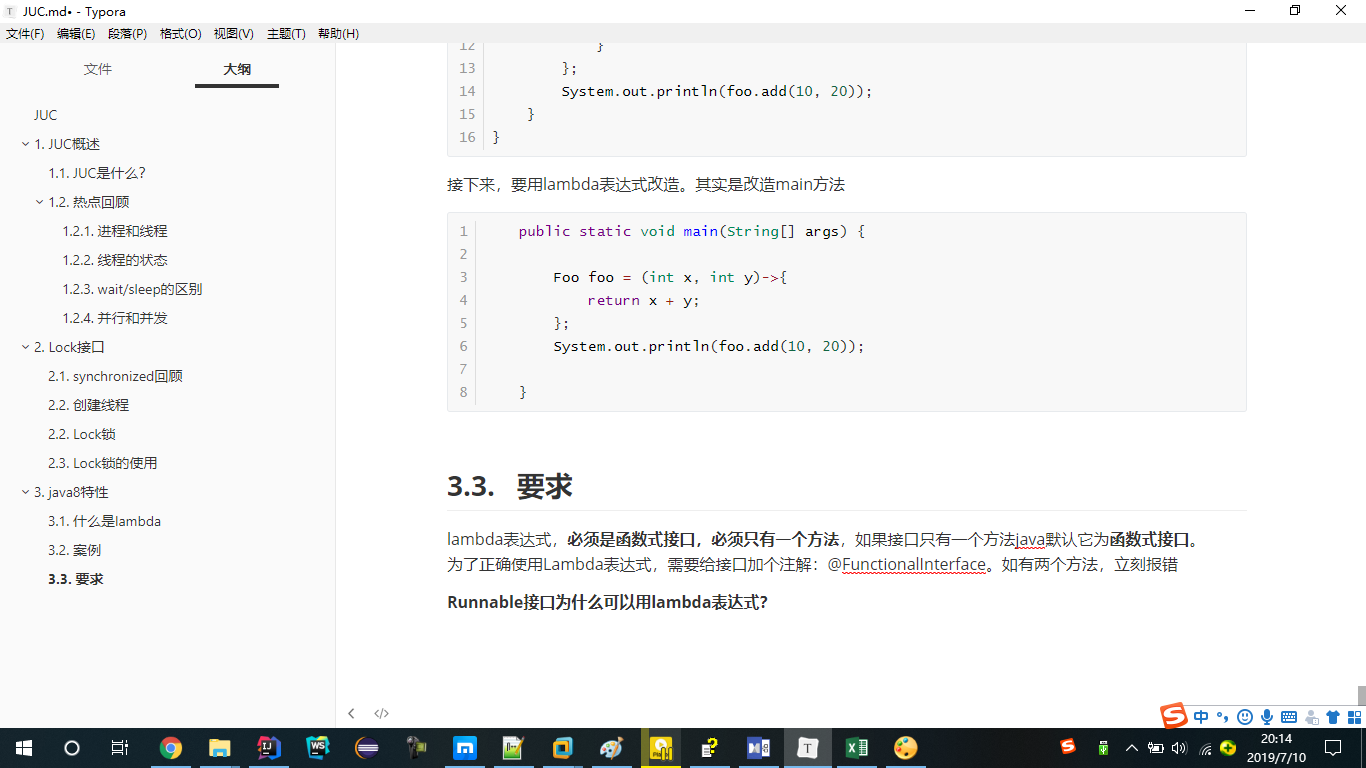 JUC.md• - Typora
文件(F) 编辑(E) 段落(P) 格式(O) 视图(V) 主题(T) 帮助(H)
文件 大纲
JUC
1. JUC概述
1.1. JUC是什么？
1.2. 热点回顾
1.2.1. 进程和线程
1.2.2. 线程的状态
1.2.3. wait/sleep的区别
1.2.4. 并行和并发
2. Lock接口
2.1. synchronized回顾
2.2. 创建线程
2.2. Lock锁
2.3. Lock锁的使用
3. java8特性
3.1. 什么是lambda
3.2. 案例
3.3. 要求
12 }
13 };
14 System.out.println(foo.add(10, 20));
15 }
16 }
接下来，要用lambda表达式改造。其实是改造main方法
1 public static void main(String[] args) {
2
3 Foo foo = (int x, int y)->{
4 return x + y;
5 };
6 System.out.println(foo.add(10, 20));
7
8 }
3.3. 要求
lambda表达式，必须是函数式接口，必须只有一个方法，如果接口只有一个方法java默认它为函数式接口。
为了正确使用Lambda表达式，需要给接口加个注解：@FunctionalInterface。如有两个方法，立刻报错
Runnable接口为什么可以用lambda表达式？
中
20:14
2019/7/10